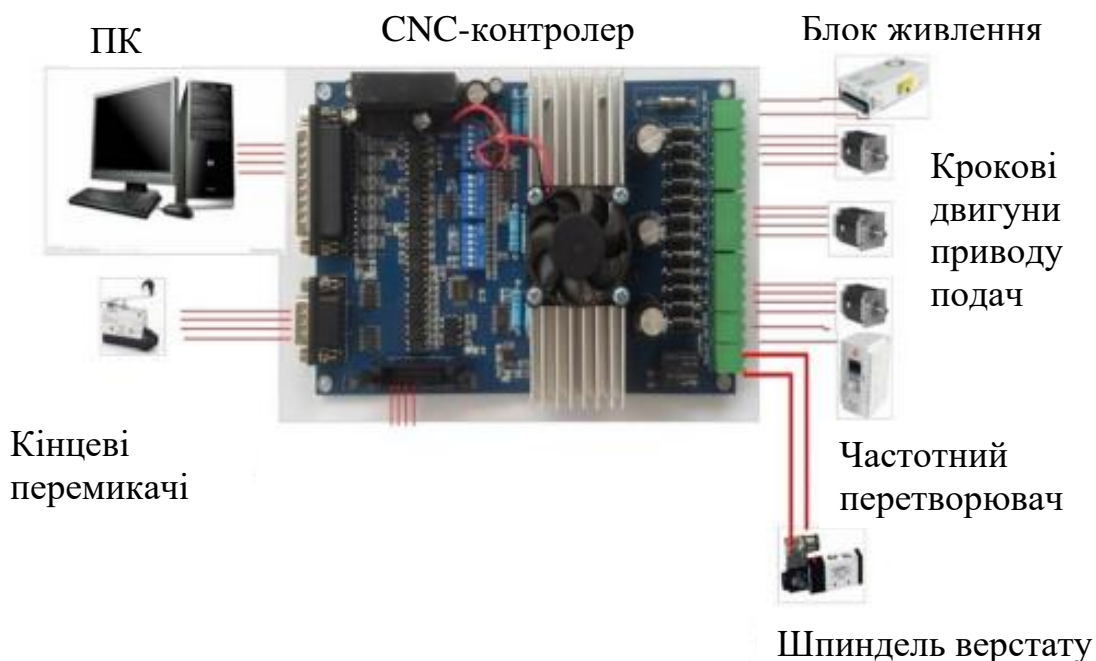 ПК
CNC-контролер
Блок живлення
Крокові
двигуни
приводу
подач
Кінцеві
перемикачі
Частотний
перетворювач
Шпиндель верстату